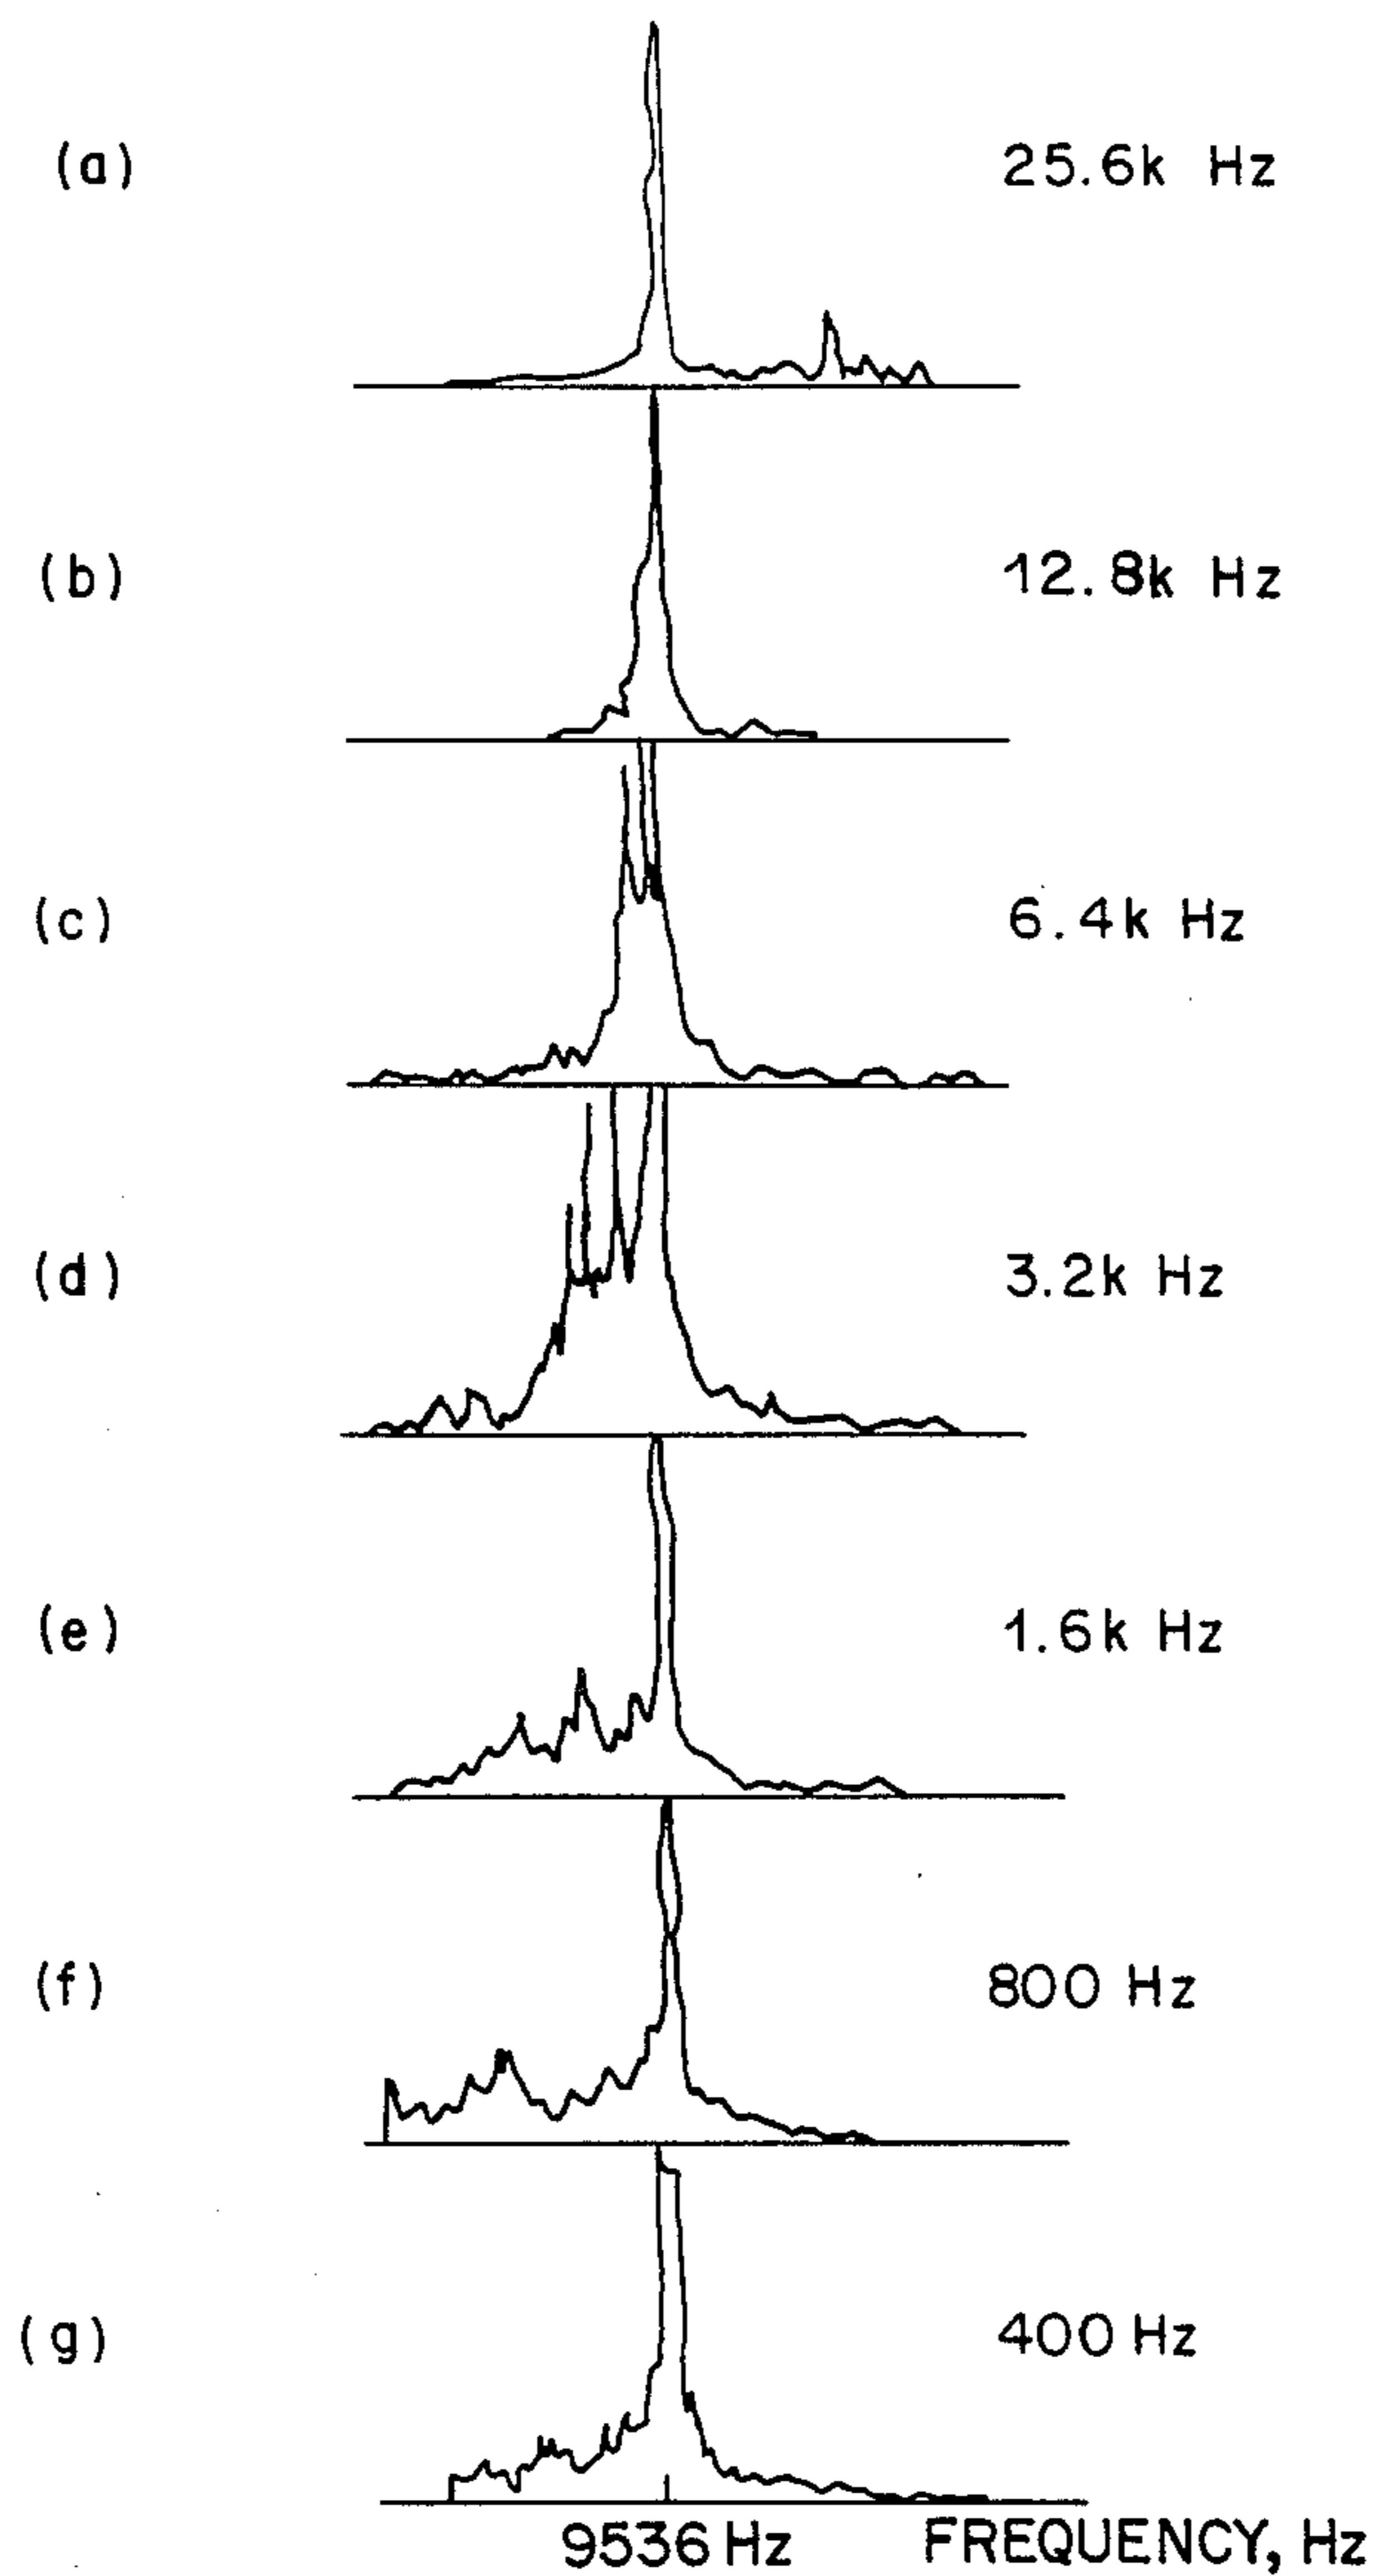 (a) 25.6k Hz
(b) 12.8k Hz
(c) 6.4k Hz
(d) 3.2k Hz
(e) 1.6k Hz
(f) 800 Hz
(g) 400 Hz
9536 Hz FREQUENCY, Hz